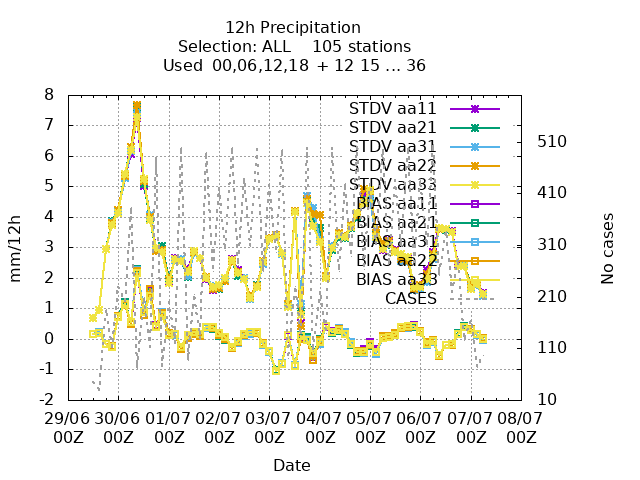 12h Precipitation
Selection: ALL 105 stations
Used 00,06,12,18 + 12 15 ... 36
mm/12h
8
7
6
5
4
3
2
1
0
-1
-2
STDV aa11
STDV aa21
STDV aa31
STDV aa22
STDV aa33
BIAS aa11
BIAS aa21
BIAS aa31
BIAS aa22
BIAS aa33
CASES
510
410
310
210
110
10
No cases
29/06 30/06 01/07 02/07 03/07 04/07 05/07 06/07 07/07 08/07
00Z 00Z 00Z 00Z 00Z 00Z 00Z 00Z 00Z 00Z
Date